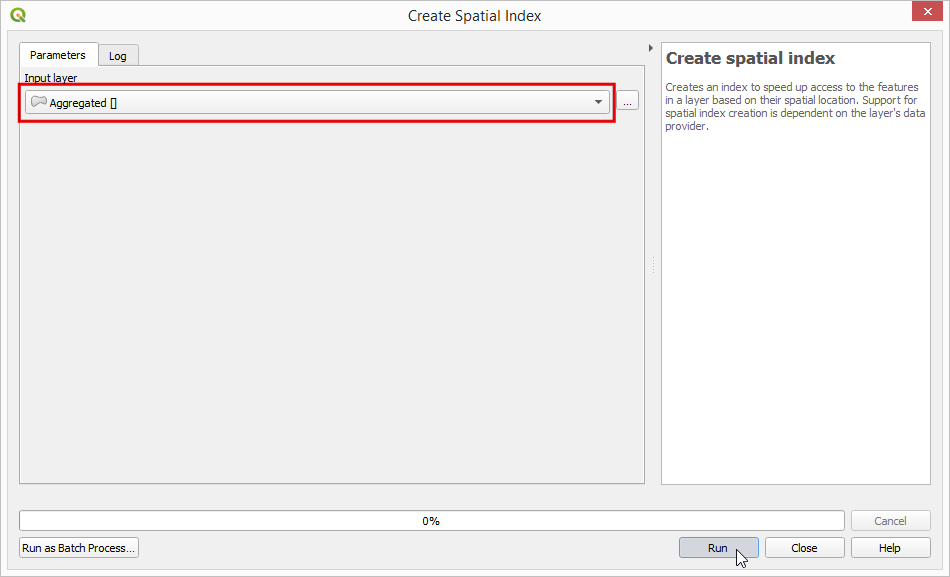 Create Spatial Index
Parameters
Log
Input layer
Aggregated []
...
Create spatial index
Creates an index to speed up access to the features
in a layer based on their spatial location. Support for
spatial index creation is dependent on the layer's data
provider.
0%
Cancel
Run as Batch Process...
Run
Close
Help